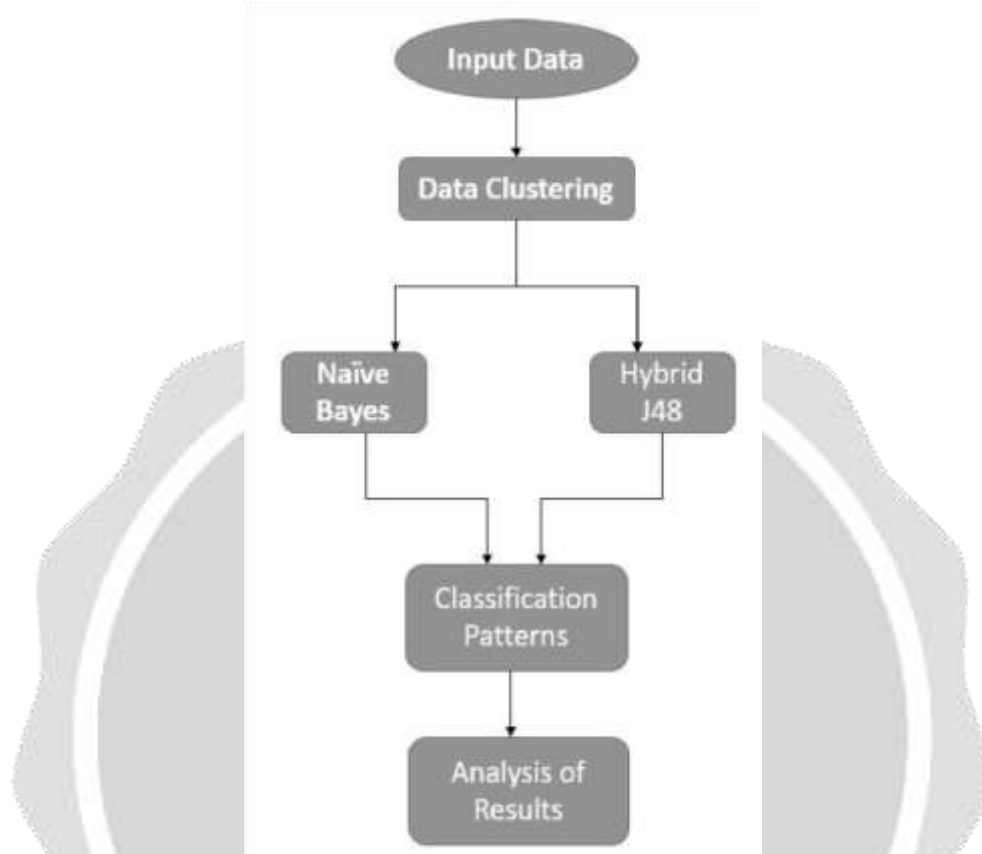 Input Data
Data Clustering
Naïve
Bayes
Hybrid
J48
Classification
Patterns
Analysis of
Results